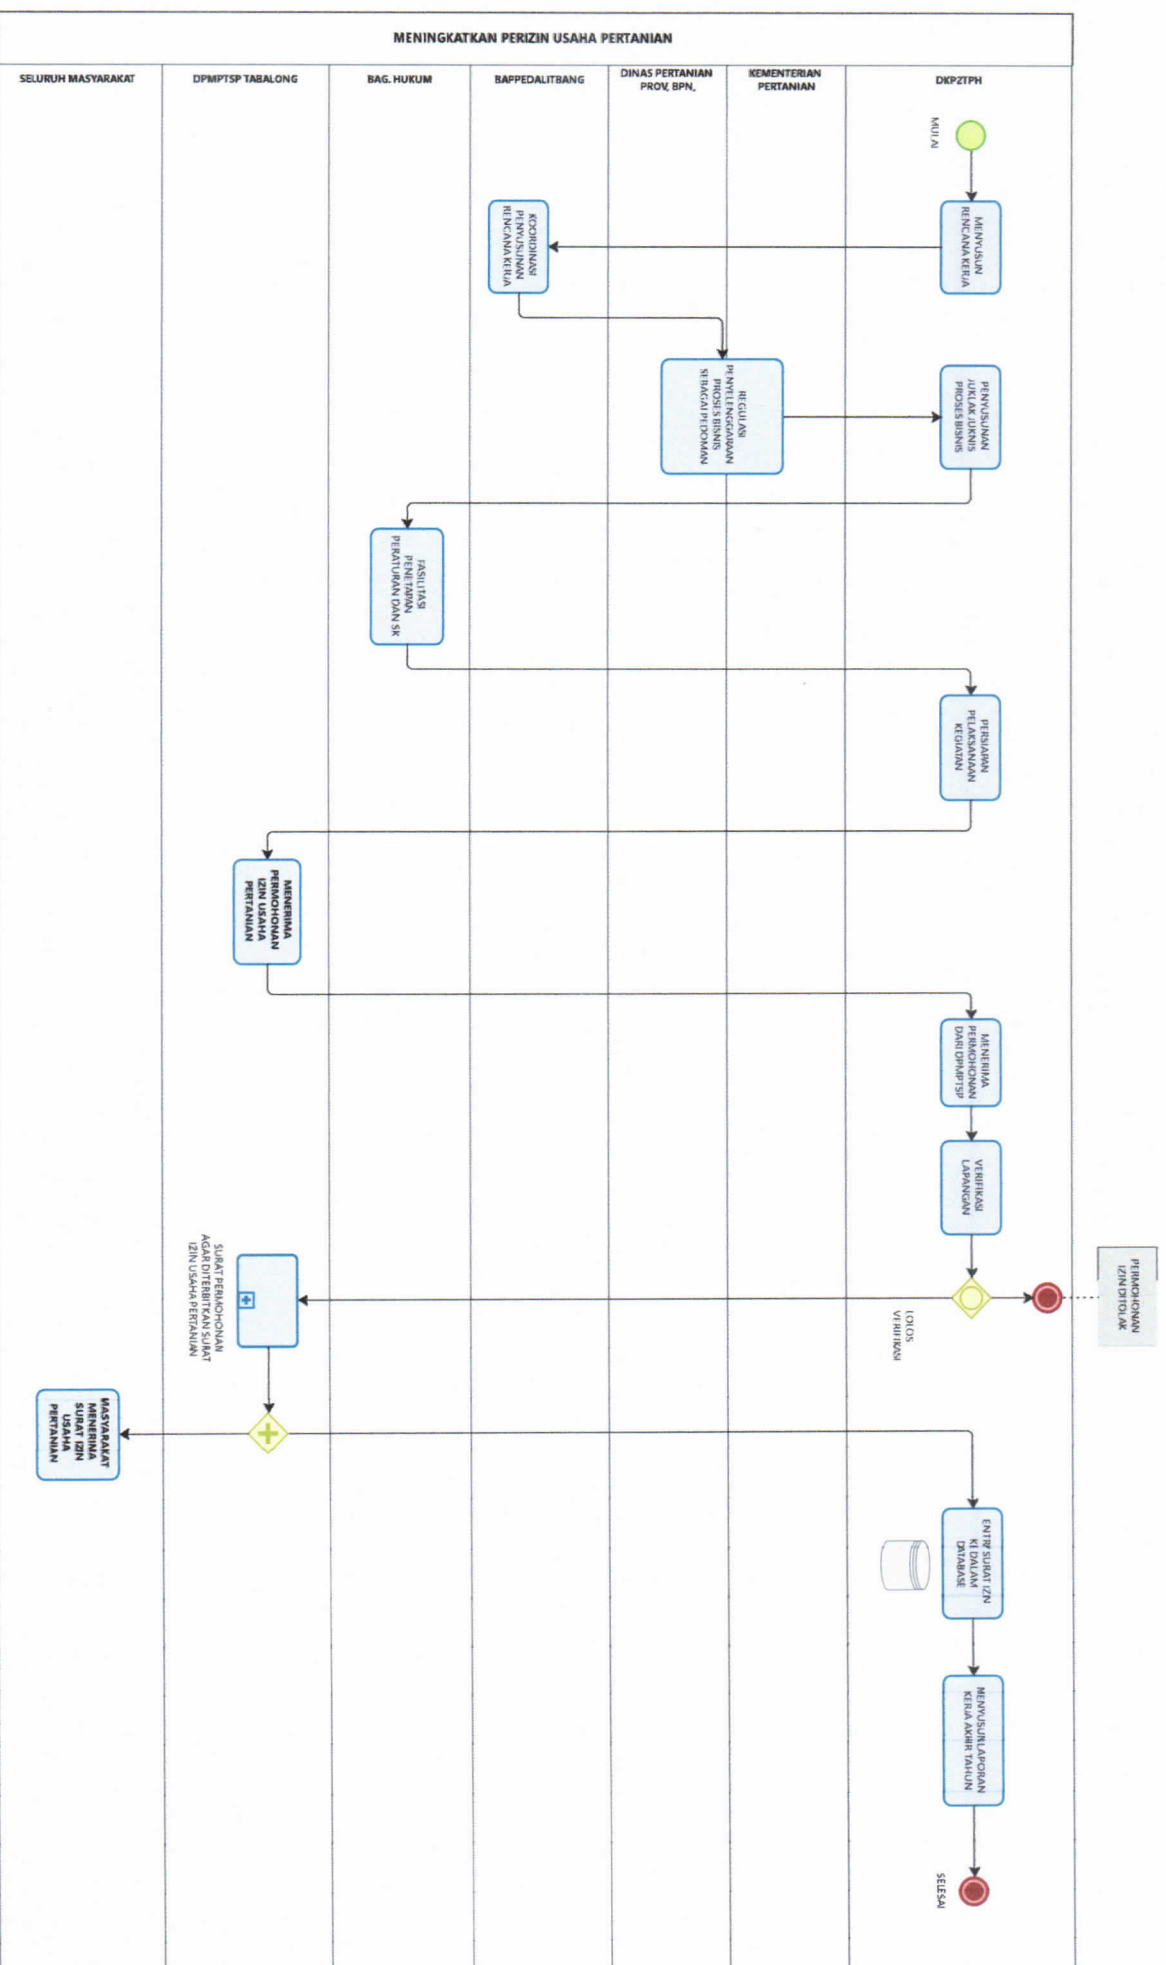 MENINGKATKAN PERIZIN USAHA PERTANIAN
SELURUH MASYARAKAT
DPMPTSP TABALONG
BAG. HUKUM
BAPPEDALITBANG
DINAS PERTANIAN
PROV, BPN,
KEMENTERIAN
PERTANIAN
DKP2TPH
MULAI
MENYUSUN
RENCANA KERJA
KOORDINASI
PENYUSUNAN
RENCANA KERJA
REGULASI
PENYELENGGARAAN
PROSES BISNIS
SEBAGAI PEDOMAN
PENYUSUNAN
JUKLAK JUKNIS
PROSES BISNIS
FASILITASI
PENETAPAN
PERATURAN DAN SK
PERSIAPAN
PELAKSANAAN
KEGIATAN
MENERIMA
PERMOHONAN
IZIN USAHA
PERTANIAN
MENERIMA
PERMOHONAN
DARI DPMPTSP
VERIFIKASI
LAPANGAN
PERMOHONAN
IZIN DITOLAK
LOLOS
VERIFIKASI
SURAT PERMOHONAN
AGAR DITERBITKAN SURAT
IZIN USAHA PERTANIAN
MASYARAKAT
MENERIMA
SURAT IZIN
USAHA
PERTANIAN
ENTRY SURAT IZIN
KE DALAM
DATABASE
MENYUSUN LAPORAN
KERJA AKHIR TAHUN
SELESAI